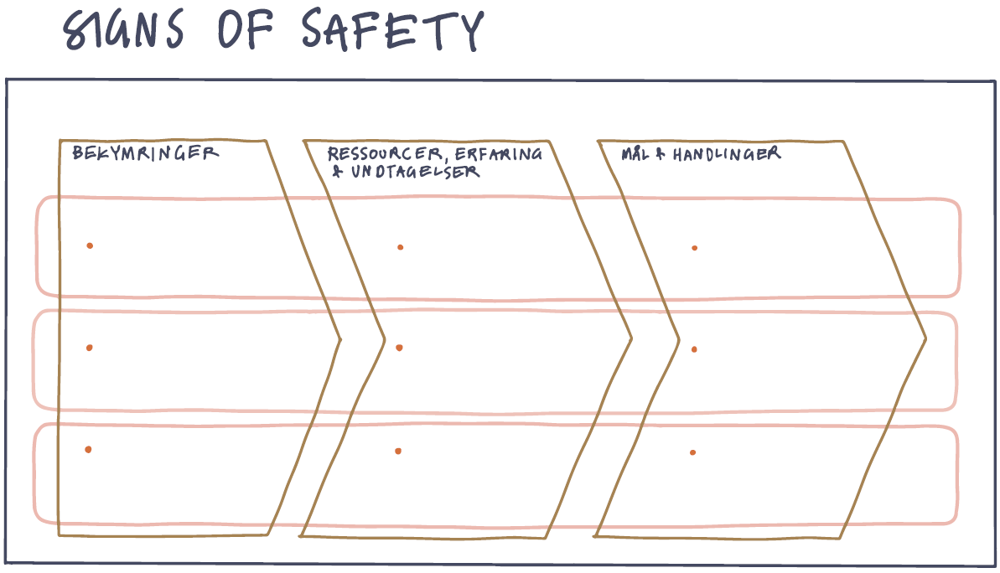 SIGNS OF SAFETY
BEKYMRINGER
RESSOURCER, ERFARING
& UNDTAGELSER
MÅL & HANDLINGER